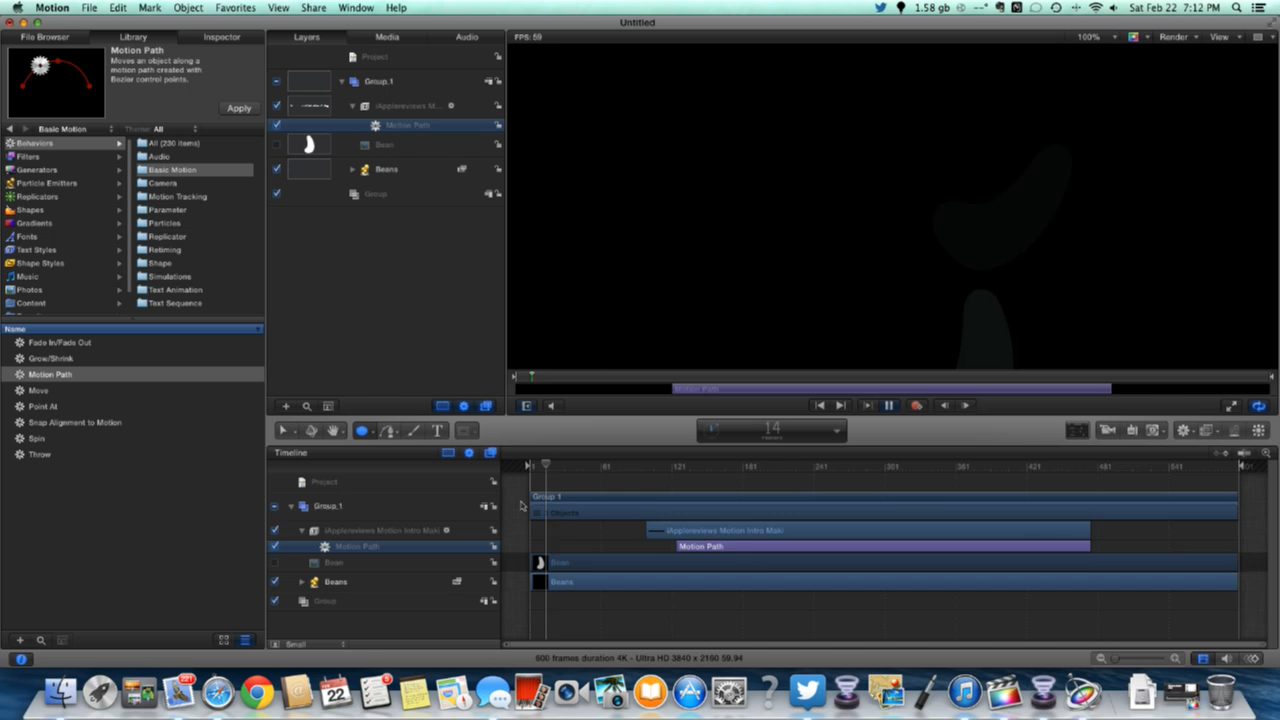 Motion File Edit Mark Object Favorites View Share Window Help 1.58 gb Sat Feb 22 7:12 PM
Untitled
File Browser Library Inspector Layers Media Audio FPS: 59 100% Render View
Motion Path
Moves an object along a
motion path created with
Bezier control points.
Apply
Project
Group_1
iApplereviews M...
Motion Path
Bean
Beans
Group
Basic Motion Theme: All
Behaviors
Filters
Generators
Particle Emitters
Replicators
Shapes
Gradients
Fonts
Text Styles
Shape Styles
Music
Photos
Content
All (230 items)
Audio
Basic Motion
Camera
Motion Tracking
Parameter
Particles
Replicator
Retiming
Shape
Simulations
Text Animation
Text Sequence
Name
Fade In/Fade Out
Grow/Shrink
Motion Path
Move
Point At
Snap Alignment to Motion
Spin
Throw
Motion Path
T 14
Timeline
1 61 121 181 241 301 361 421 481 541
Project
Group_1 Group 1
3 Objects
iApplereviews Motion Intro Maki iApplereviews Motion Intro Maki
Motion Path Motion Path
Bean Bean
Beans Beans
Group
Small
600 frames duration 4K - Ultra HD 3840 x 2160 59.94
221
22